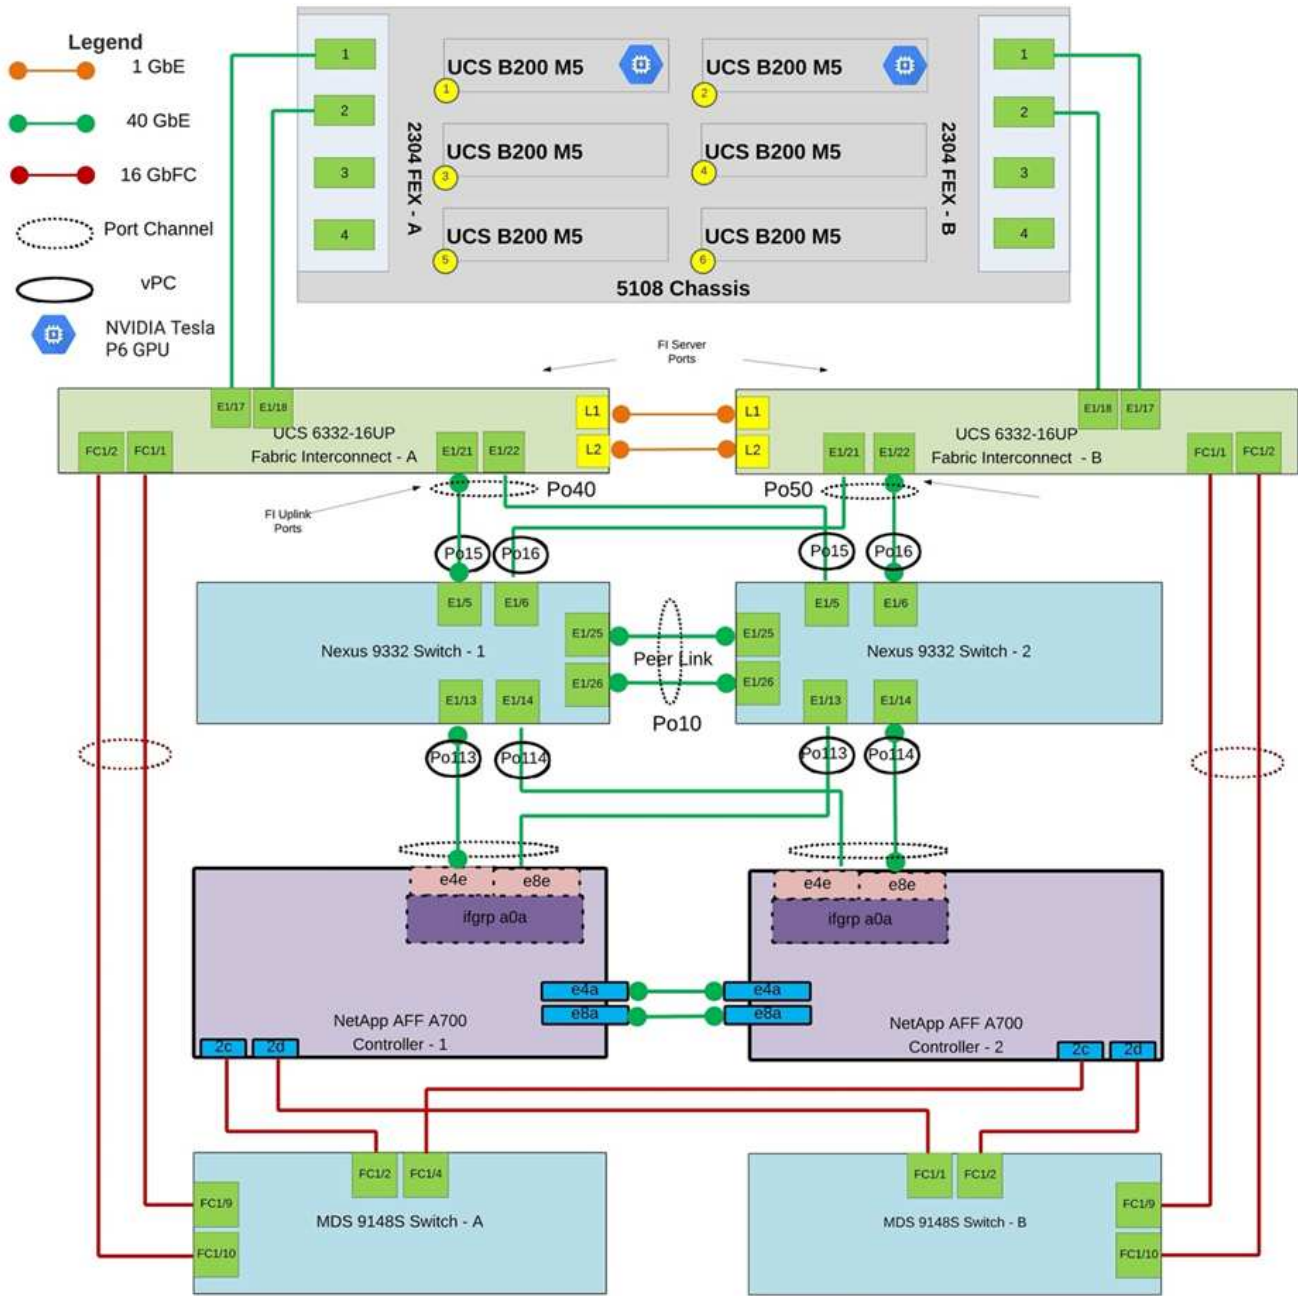 Legend
1 GbE
40 GbE
16 GbFC
Port Channel
vPC
NVIDIA Tesla
P6 GPU
1
2
3
4
2304 FEX - A
UCS B200 M5
1
UCS B200 M5
2
UCS B200 M5
3
UCS B200 M5
4
UCS B200 M5
5
UCS B200 M5
6
2304 FEX - B
1
2
3
4
5108 Chassis
FI Server
Ports
E1/17
E1/18
L1
L1
E1/18
E1/17
UCS 6332-16UP
Fabric Interconnect - A
FC1/2
FC1/1
E1/21
E1/22
L2
L2
E1/21
E1/22
UCS 6332-16UP
Fabric Interconnect - B
FC1/1
FC1/2
Po40
Po50
FI Uplink
Ports
Po15
Po16
Po15
Po16
E1/5
E1/6
E1/5
E1/6
E1/25
E1/25
Nexus 9332 Switch - 1
Peer Link
Nexus 9332 Switch - 2
E1/26
E1/26
E1/13
E1/14
E1/13
E1/14
Po10
Po113
Po114
Po113
Po114
e4e
e8e
e4e
e8e
ifgrp a0a
ifgrp a0a
e4a
e4a
e8a
e8a
NetApp AFF A700
Controller - 1
NetApp AFF A700
Controller - 2
2c
2d
2c
2d
FC1/2
FC1/4
FC1/1
FC1/2
FC1/9
FC1/9
MDS 9148S Switch - A
MDS 9148S Switch - B
FC1/10
FC1/10